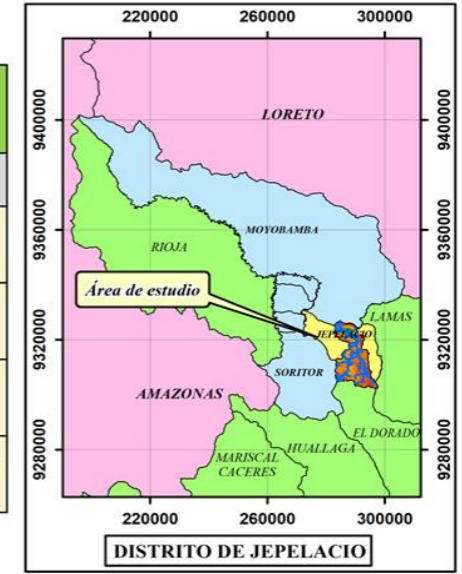 220000 260000 300000
9400000 9400000
LORETO
MOYOBAMBA
9360000 9360000
RIOJA
Área de estudio
LAMAS
JEPELACIO
9320000 9320000
SORITOR
AMAZONAS
EL DORADO
HUALLAGA
9280000 9280000
MARISCAL
CACERES
220000 260000 300000
DISTRITO DE JEPELACIO